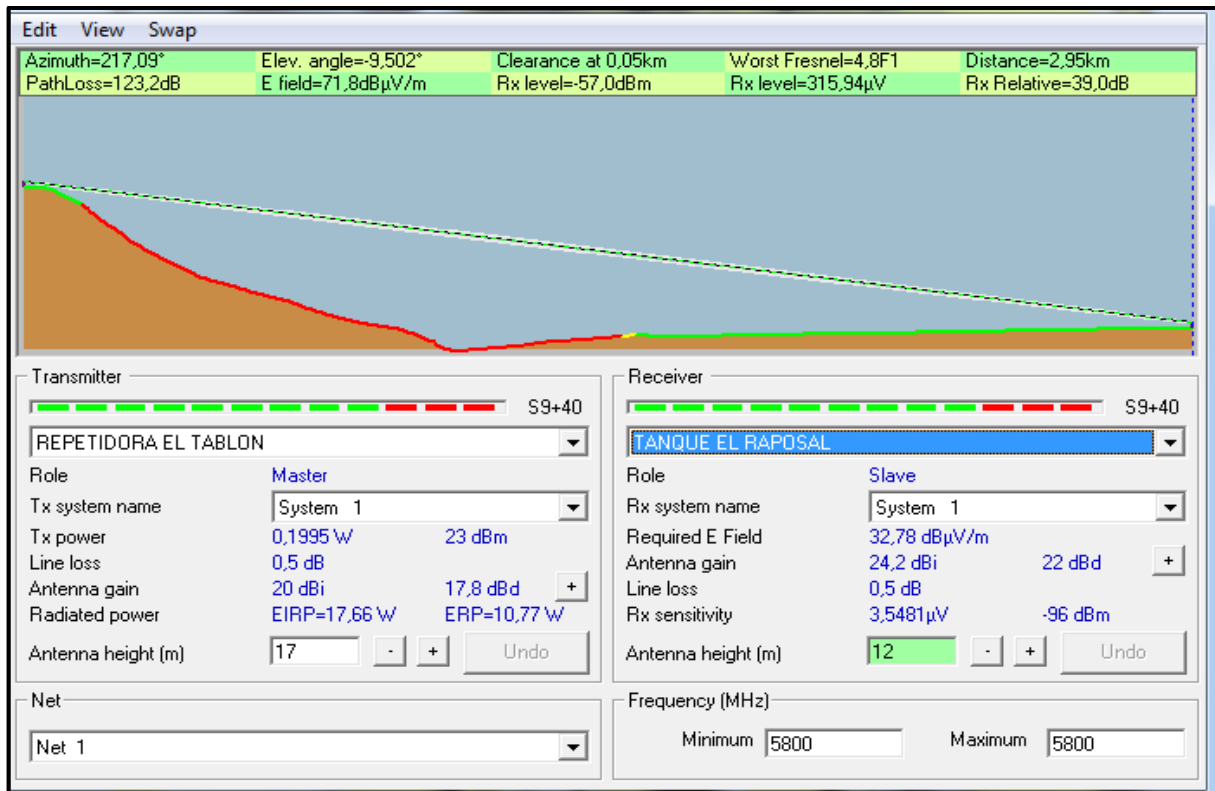 Edit View Swap
Azimuth=217,09° Elev. angle=-9,502° Clearance at 0,05km Worst Fresnel=4,8F1 Distance=2,95km
PathLoss=123,2dB E field=71,8dBµV/m Rx level=-57,0dBm Rx level=315,94µV Rx Relative=39,0dB
Transmitter
S9+40
REPETIDORA EL TABLON
Role Master
Tx system name System 1
Tx power 0,1995 W 23 dBm
Line loss 0,5 dB
Antenna gain 20 dBi 17,8 dBd +
Radiated power EIRP=17,66 W ERP=10,77 W
Antenna height (m) 17 - + Undo
Net
Net 1
Receiver
S9+40
TANQUE EL RAPOSAL
Role Slave
Rx system name System 1
Required E Field 32,78 dBµV/m
Antenna gain 24,2 dBi 22 dBd +
Line loss 0,5 dB
Rx sensitivity 3,5481µV -96 dBm
Antenna height (m) 12 - + Undo
Frequency (MHz)
Minimum 5800 Maximum 5800